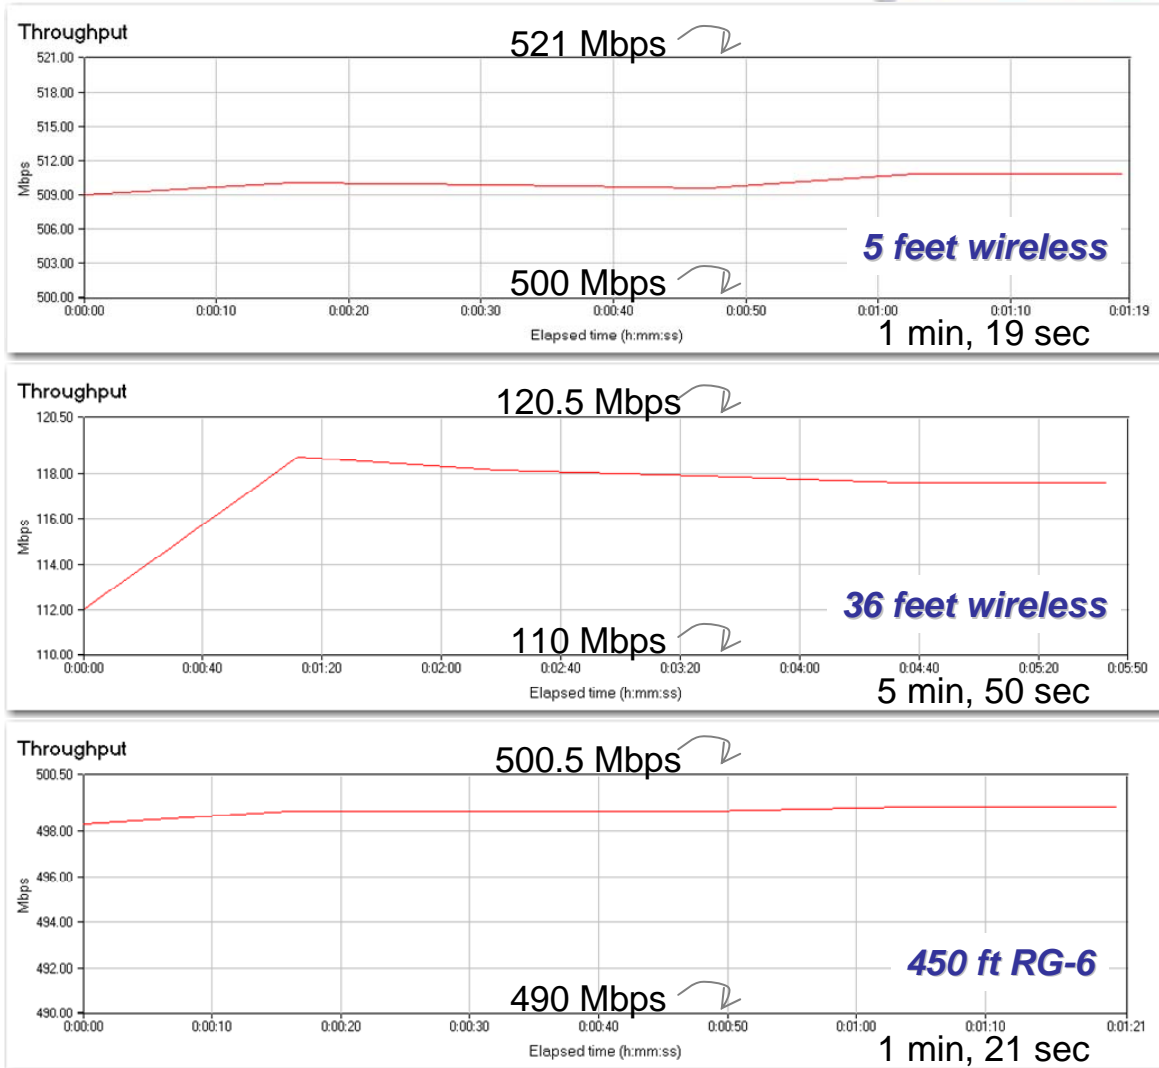 Throughput
521 Mbps
521.00
518.00
515.00
512.00
509.00
506.00
503.00
500.00
Mbps
5 feet wireless
500 Mbps
0:00:00 0:00:10 0:00:20 0:00:30 0:00:40 0:00:50 0:01:00 0:01:10 0:01:19
Elapsed time (h:mm:ss)
1 min, 19 sec
Throughput
120.5 Mbps
120.50
118.00
116.00
114.00
112.00
110.00
Mbps
36 feet wireless
110 Mbps
0:00:00 0:00:40 0:01:20 0:02:00 0:02:40 0:03:20 0:04:00 0:04:40 0:05:20 0:05:50
Elapsed time (h:mm:ss)
5 min, 50 sec
Throughput
500.5 Mbps
500.50
498.00
496.00
494.00
492.00
490.00
Mbps
450 ft RG-6
490 Mbps
0:00:00 0:00:10 0:00:20 0:00:30 0:00:40 0:00:50 0:01:00 0:01:10 0:01:21
Elapsed time (h:mm:ss)
1 min, 21 sec